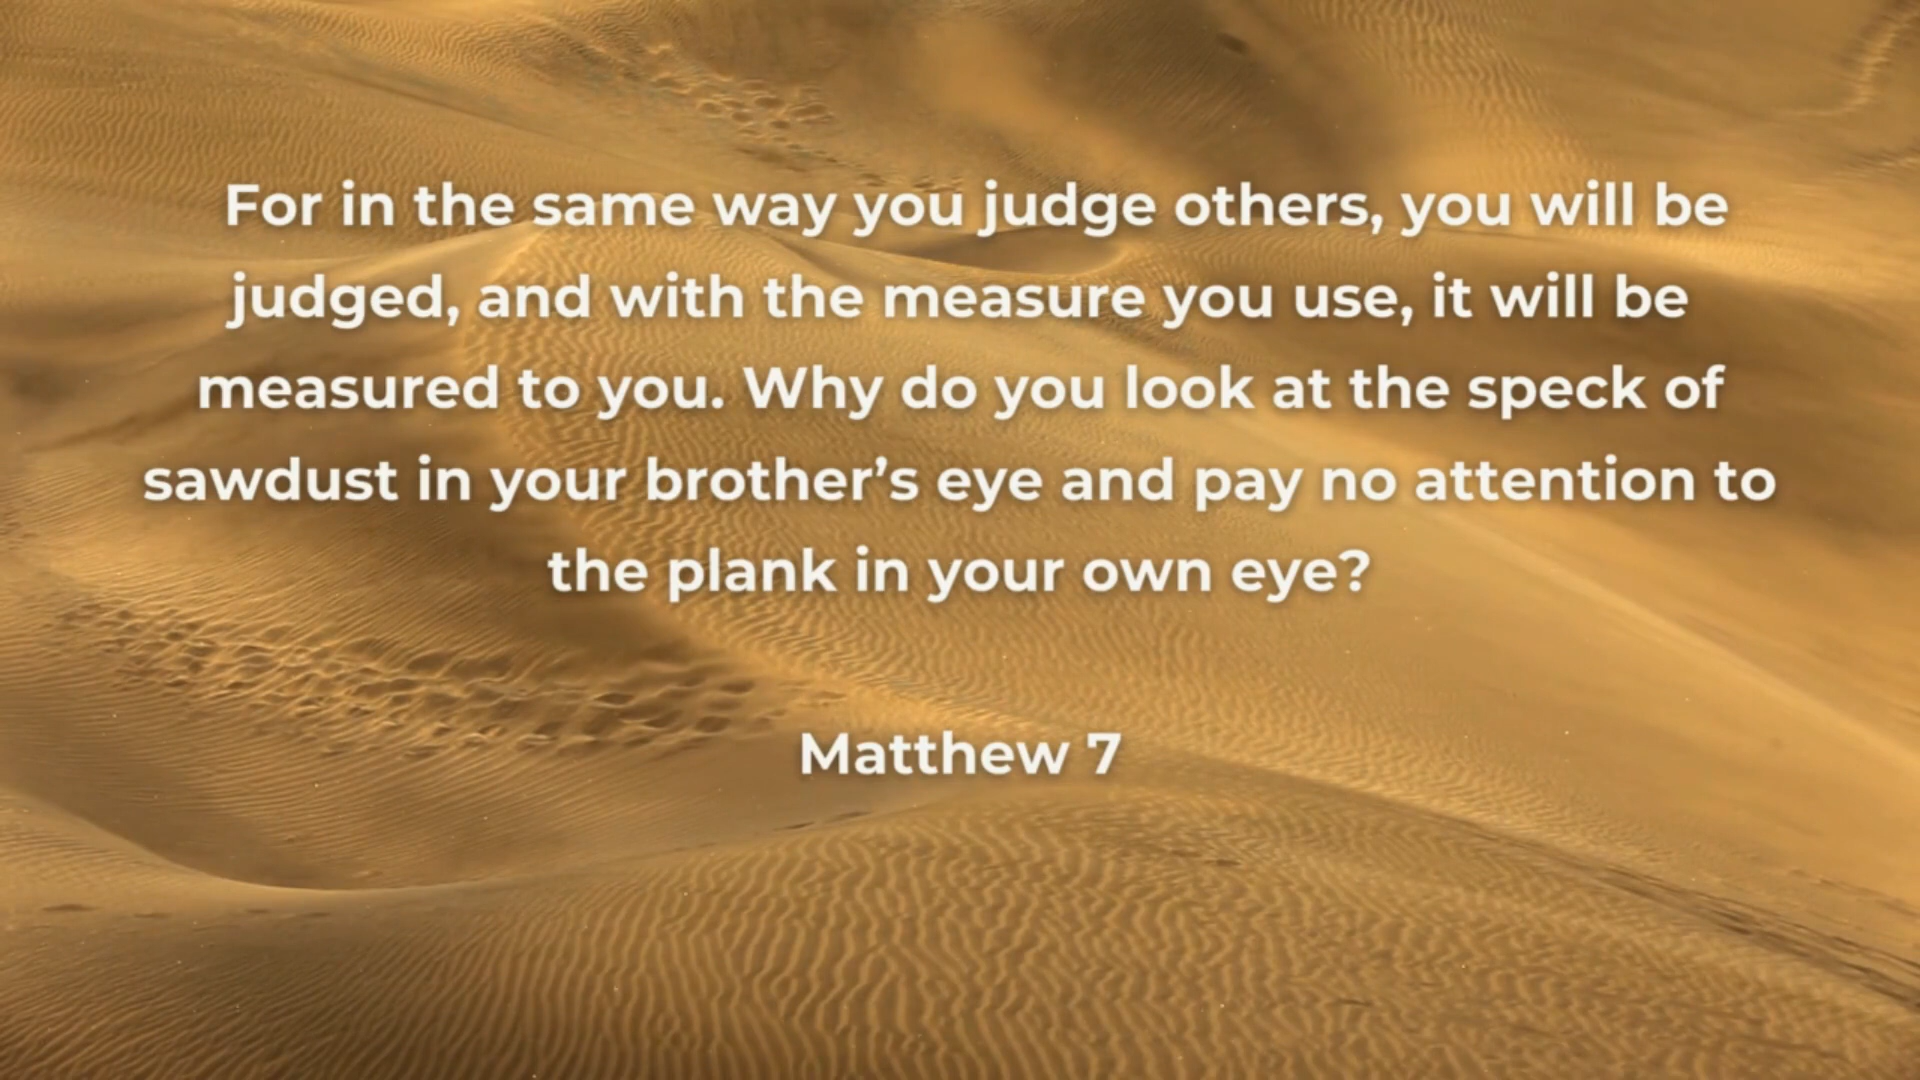 For in the same way you judge others, you will be
judged, and with the measure you use, it will be
measured to you. Why do you look at the speck of
sawdust in your brother’s eye and pay no attention to
the plank in your own eye?
Matthew 7